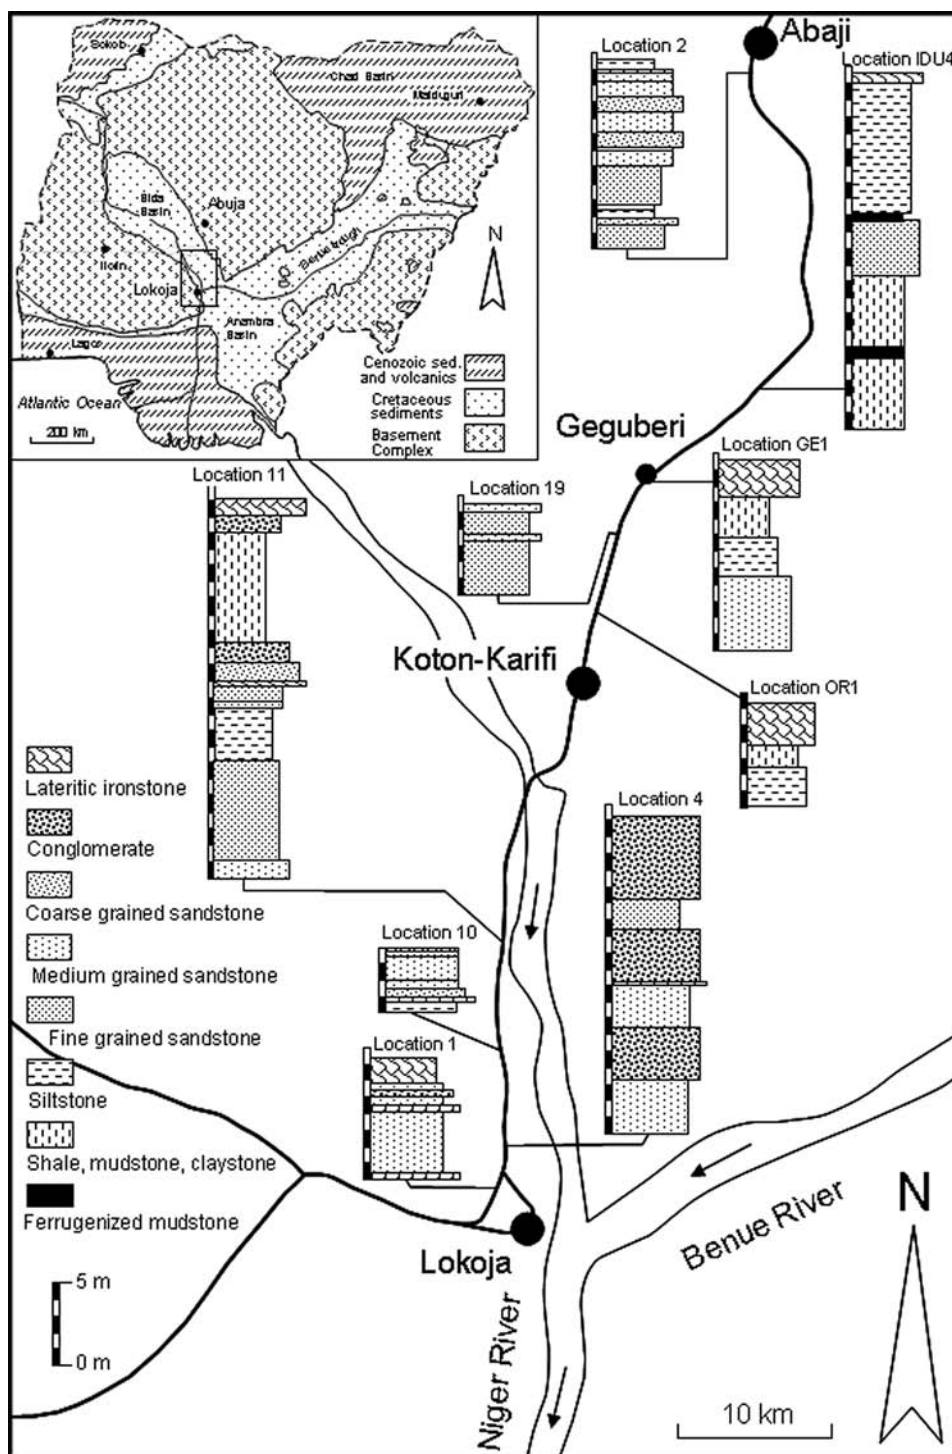 Abaji
Location 2
Location IDU4
Sokob
Chad Basin
Maiduguri
Bida
Basin
Abuja
Benue trough
N
Ilorin
Lokoja
Anambra
Basin
Lagos
Cenozoic sed.
and volcanics
Cretaceous
sediments
Basement
Complex
Atlantic Ocean
200 km
Geguberi
Location GE1
Location 11
Location 19
Koton-Karifi
Location OR1
Location 4
Location 10
Location 1
Lateritic ironstone
Conglomerate
Coarse grained sandstone
Medium grained sandstone
Fine grained sandstone
Siltstone
Shale, mudstone, claystone
Ferrugenized mudstone
5 m
0 m
Lokoja
Niger River
Benue River
N
10 km